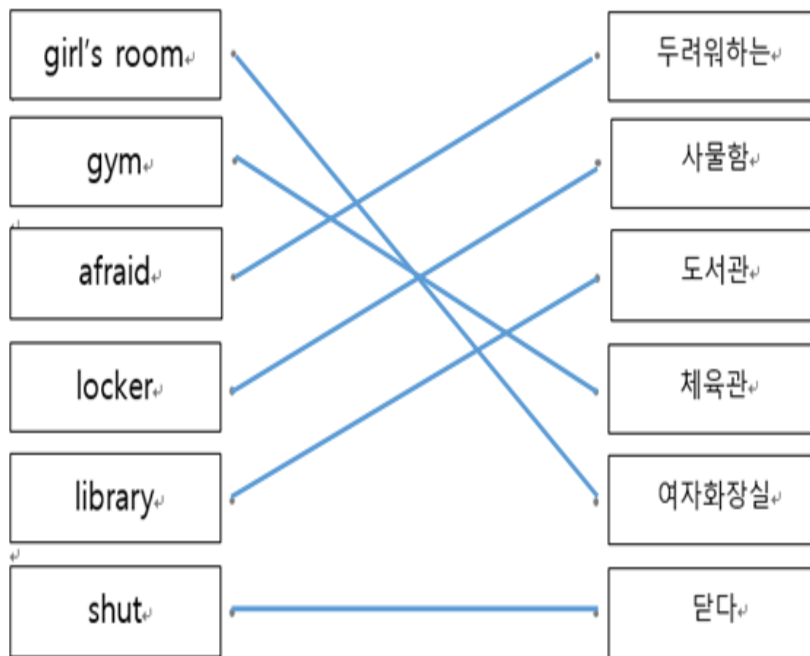 girl's room
두려워하는
gym
사물함
afraid
도서관
locker
체육관
library
여자화장실
shut
닫다